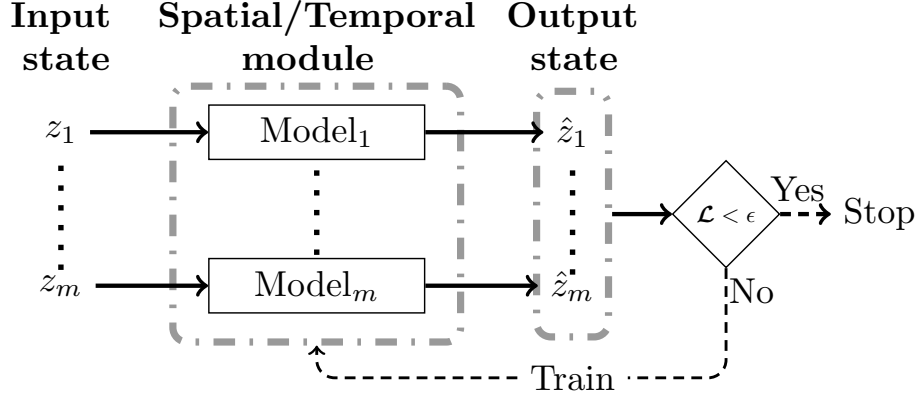 Input state
Spatial/Temporal module
Output state
z₁
Model₁
ẑ₁
zₘ
Modelₘ
ẑₘ
ℒ < ϵ
Yes
Stop
No
Train